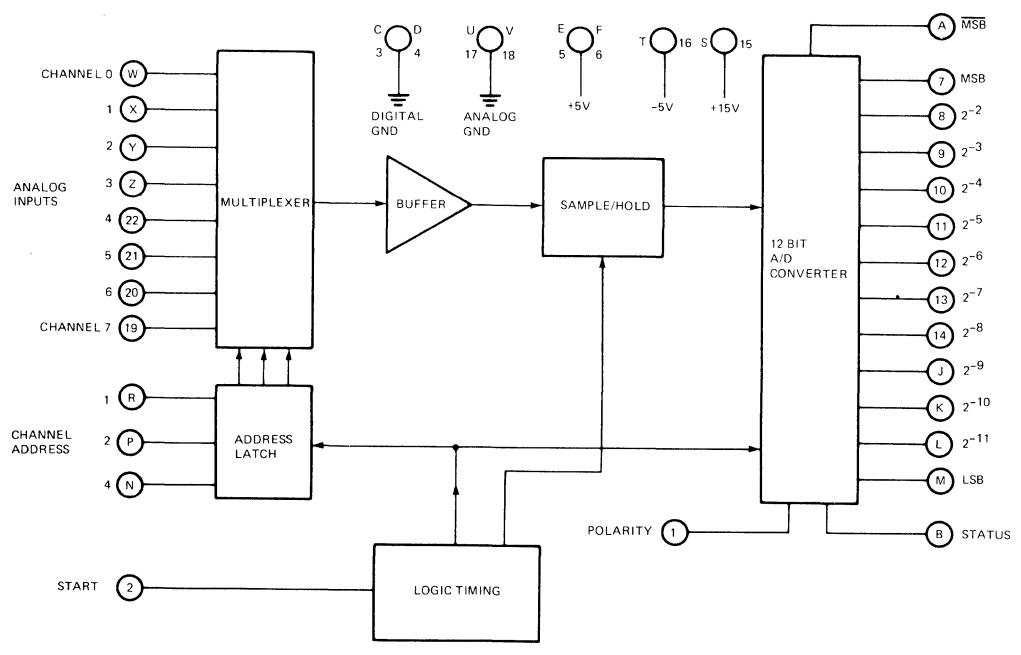 C D
3 4
DIGITAL
GND
U V
17 18
ANALOG
GND
E F
5 6
+5V
T 16
−5V
S 15
+15V
CHANNEL 0 W
1 X
2 Y
ANALOG
INPUTS
3 Z
4 22
5 21
6 20
CHANNEL 7 19
MULTIPLEXER
BUFFER
SAMPLE/HOLD
12 BIT
A/D
CONVERTER
A M̅S̅B̅
7 MSB
8 2⁻²
9 2⁻³
10 2⁻⁴
11 2⁻⁵
12 2⁻⁶
13 2⁻⁷
14 2⁻⁸
J 2⁻⁹
K 2⁻¹⁰
L 2⁻¹¹
M LSB
B STATUS
POLARITY 1
CHANNEL
ADDRESS
1 R
2 P
4 N
ADDRESS
LATCH
START 2
LOGIC TIMING